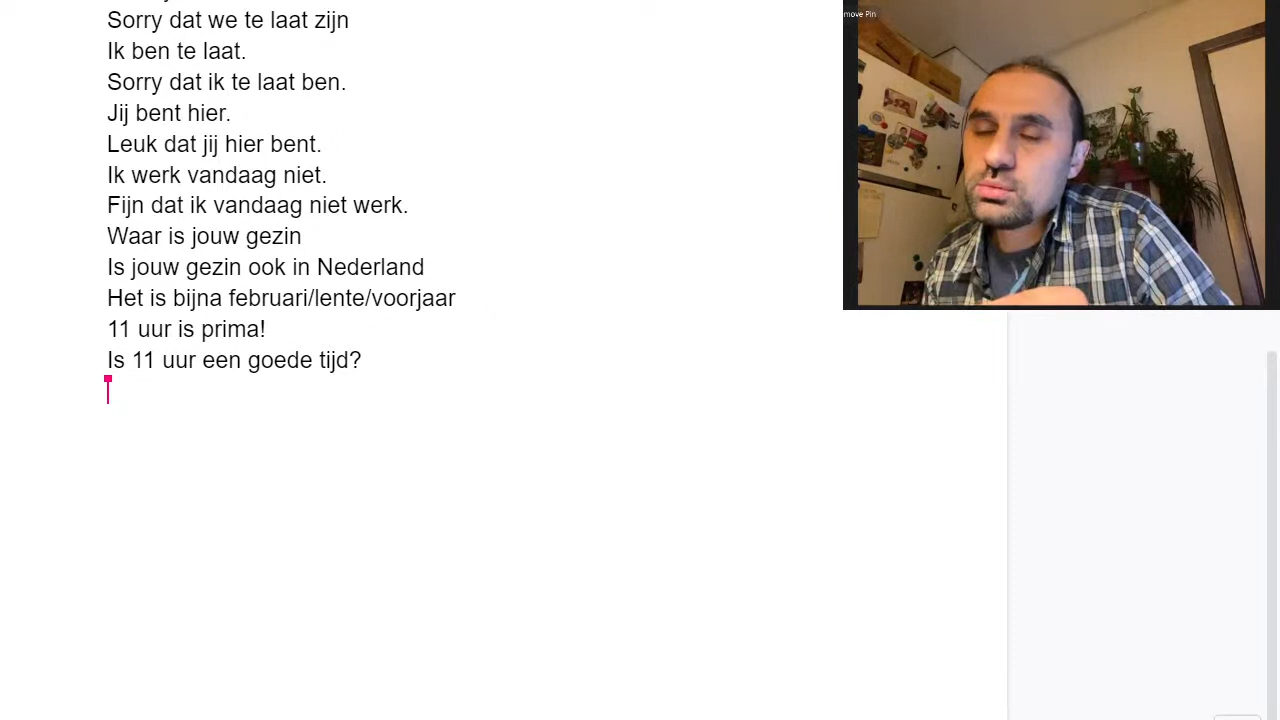 Sorry dat we te laat zijn
Ik ben te laat.
Sorry dat ik te laat ben.
Jij bent hier.
Leuk dat jij hier bent.
Ik werk vandaag niet.
Fijn dat ik vandaag niet werk.
Waar is jouw gezin
Is jouw gezin ook in Nederland
Het is bijna februari/lente/voorjaar
11 uur is prima!
Is 11 uur een goede tijd?
move Pin